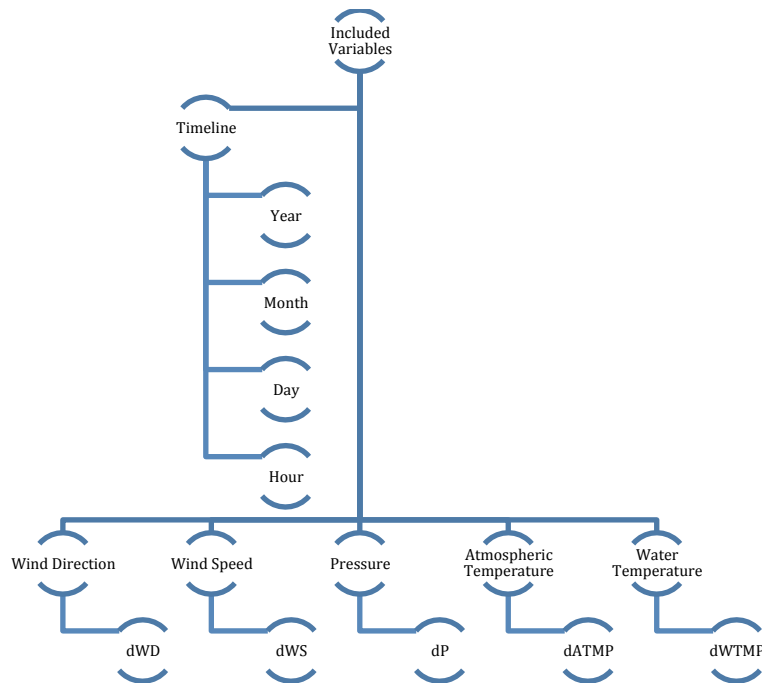 Included
Variables
Timeline
Year
Month
Day
Hour
Wind Direction
Wind Speed
Pressure
Atmospheric
Temperature
Water
Temperature
dWD
dWS
dP
dATMP
dWTMP